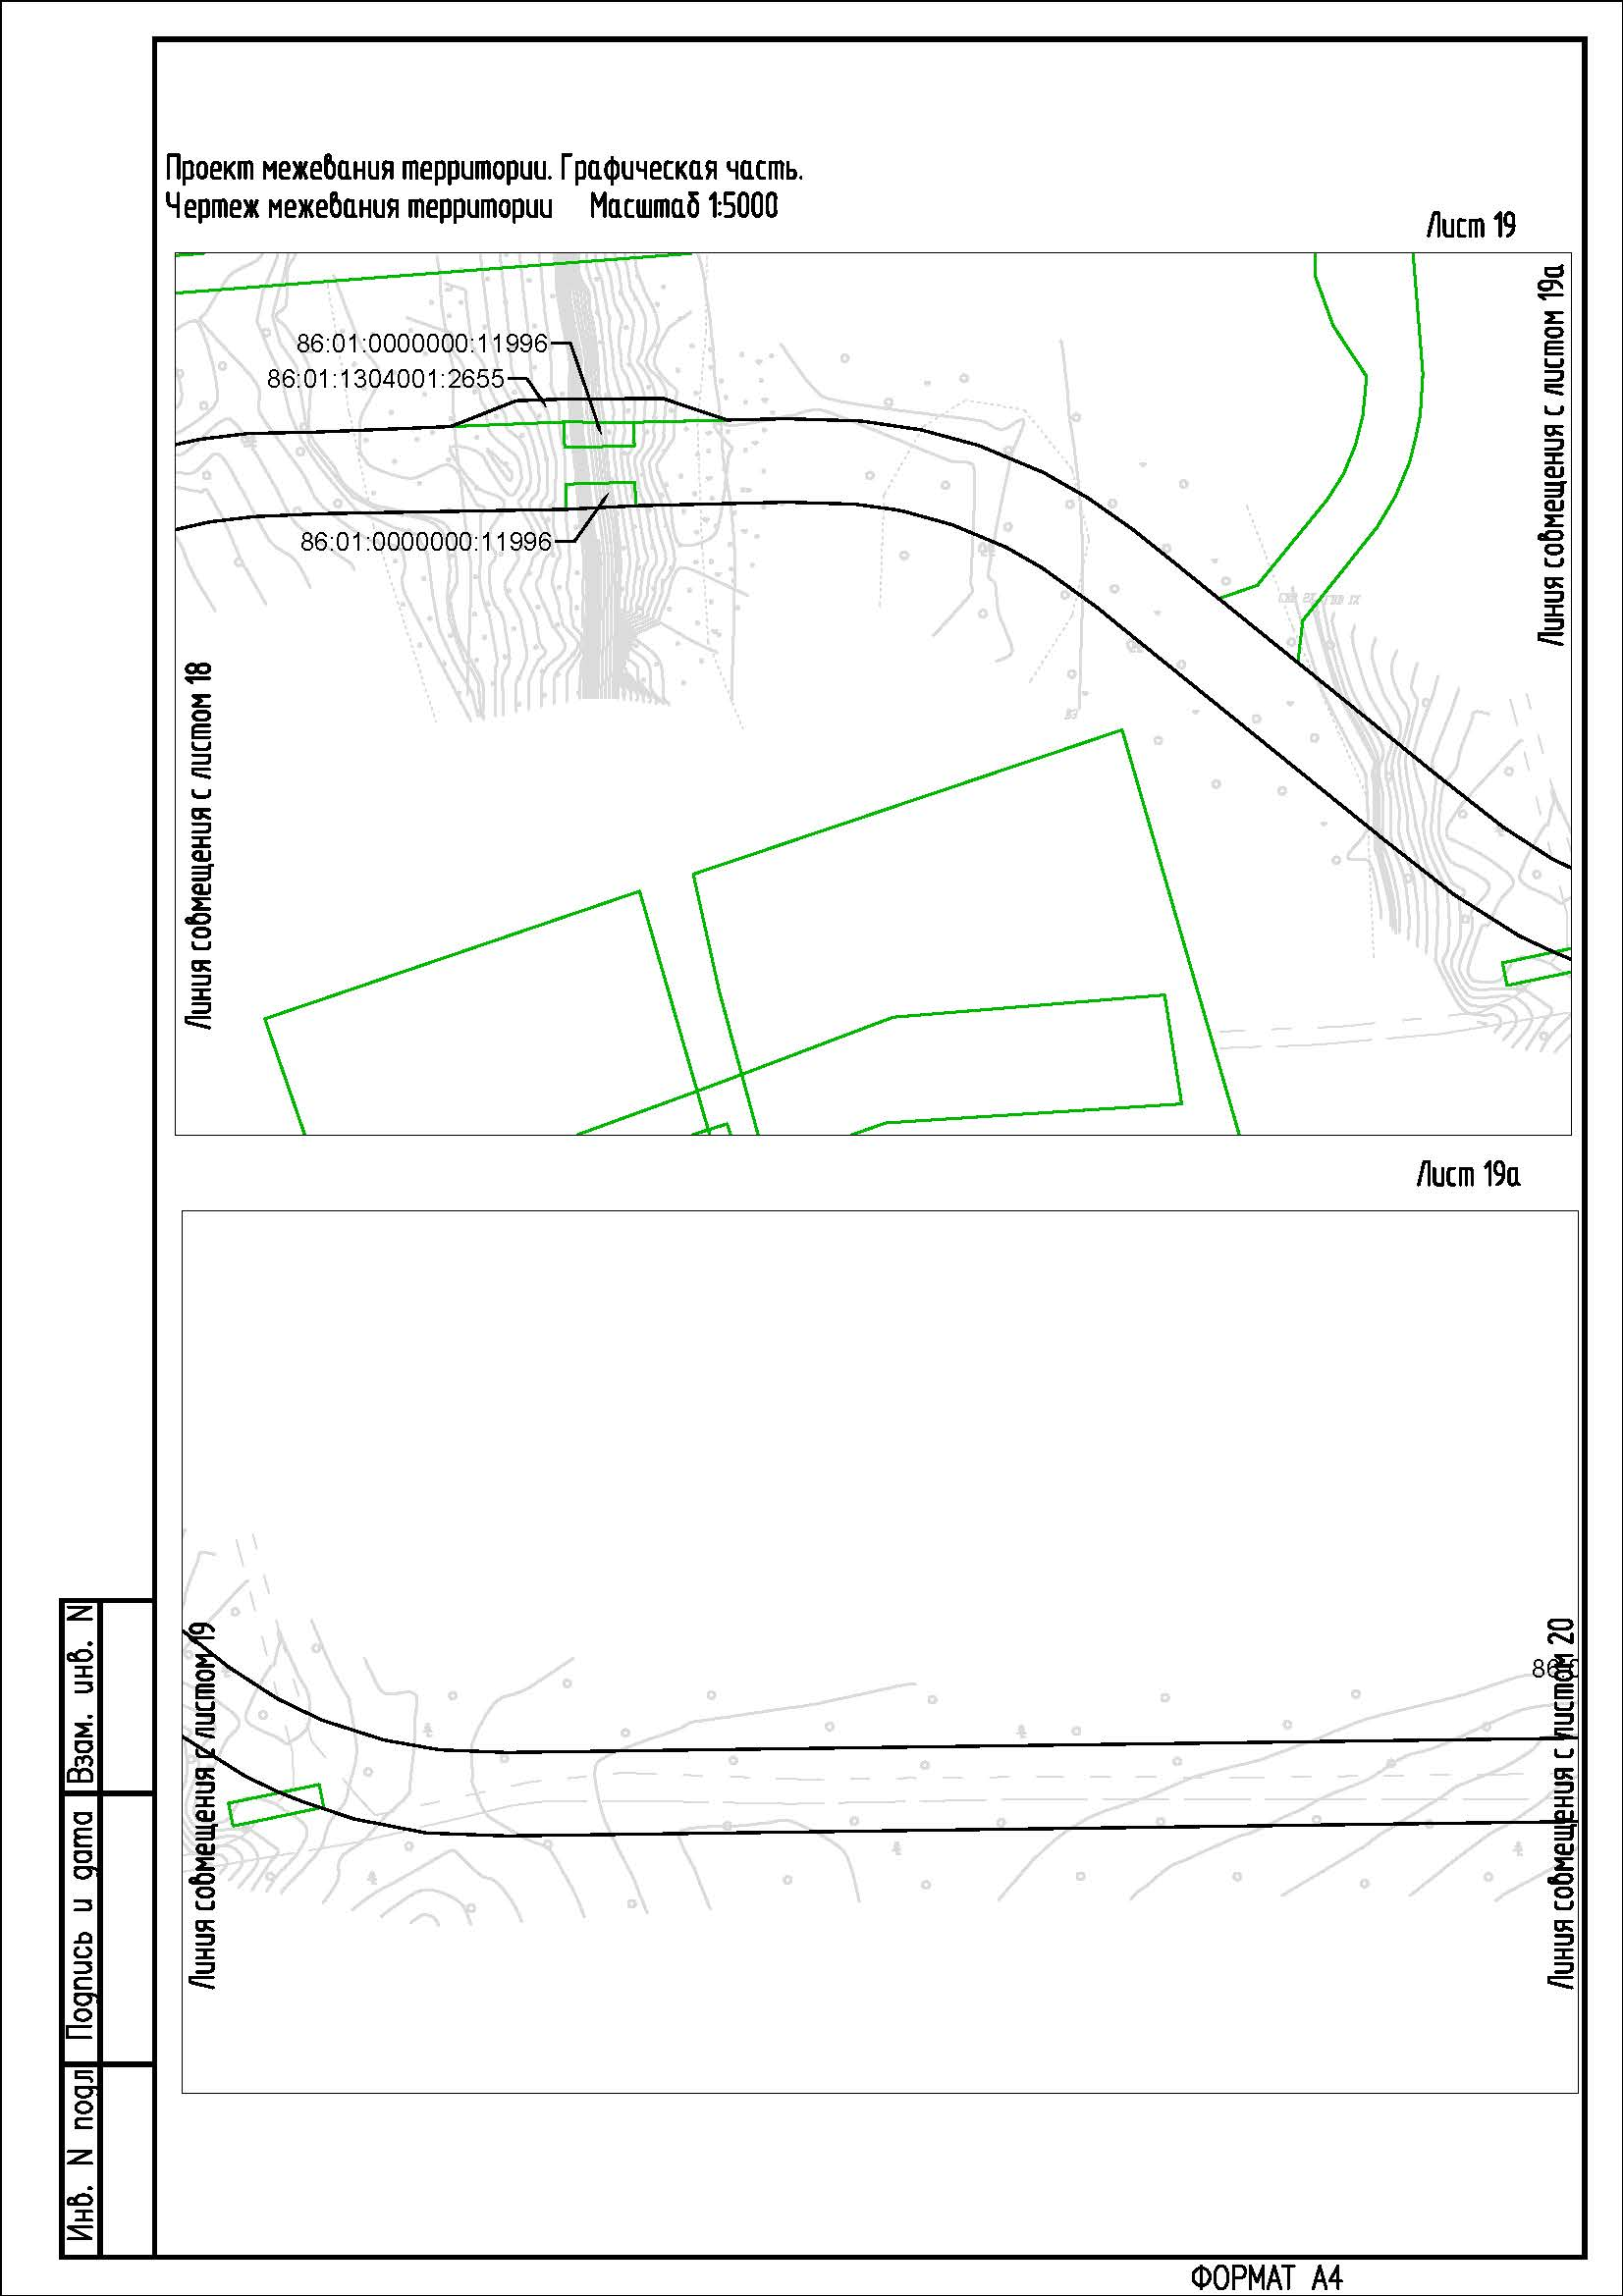 Проект межевания территории. Графическая часть.
Чертеж межевания территории Масштаб 1:5000
Лист 19
Линия совмещения с листом 19а
86:01:0000000:11996
86:01:1304001:2655
86:01:0000000:11996
Линия совмещения с листом 18
Лист 19а
Линия совмещения с листом 19
Линия совмещения с листом 20
Взам. инв. N
Подпись и дата
Инв. N подл
ФОРМАТ А4